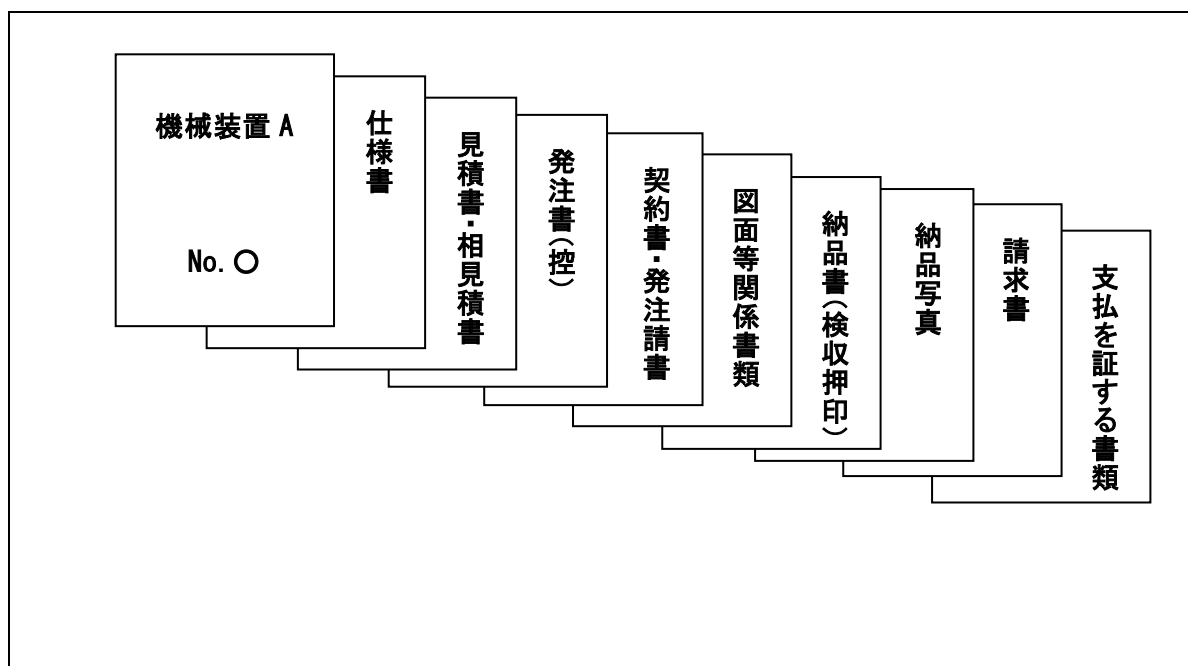 機械装置 A
No. ○
仕様書
見積書・相見積書
発注書(控)
契約書・発注請書
図面等関係書類
納品書(検収押印)
納品写真
請求書
支払を証する書類